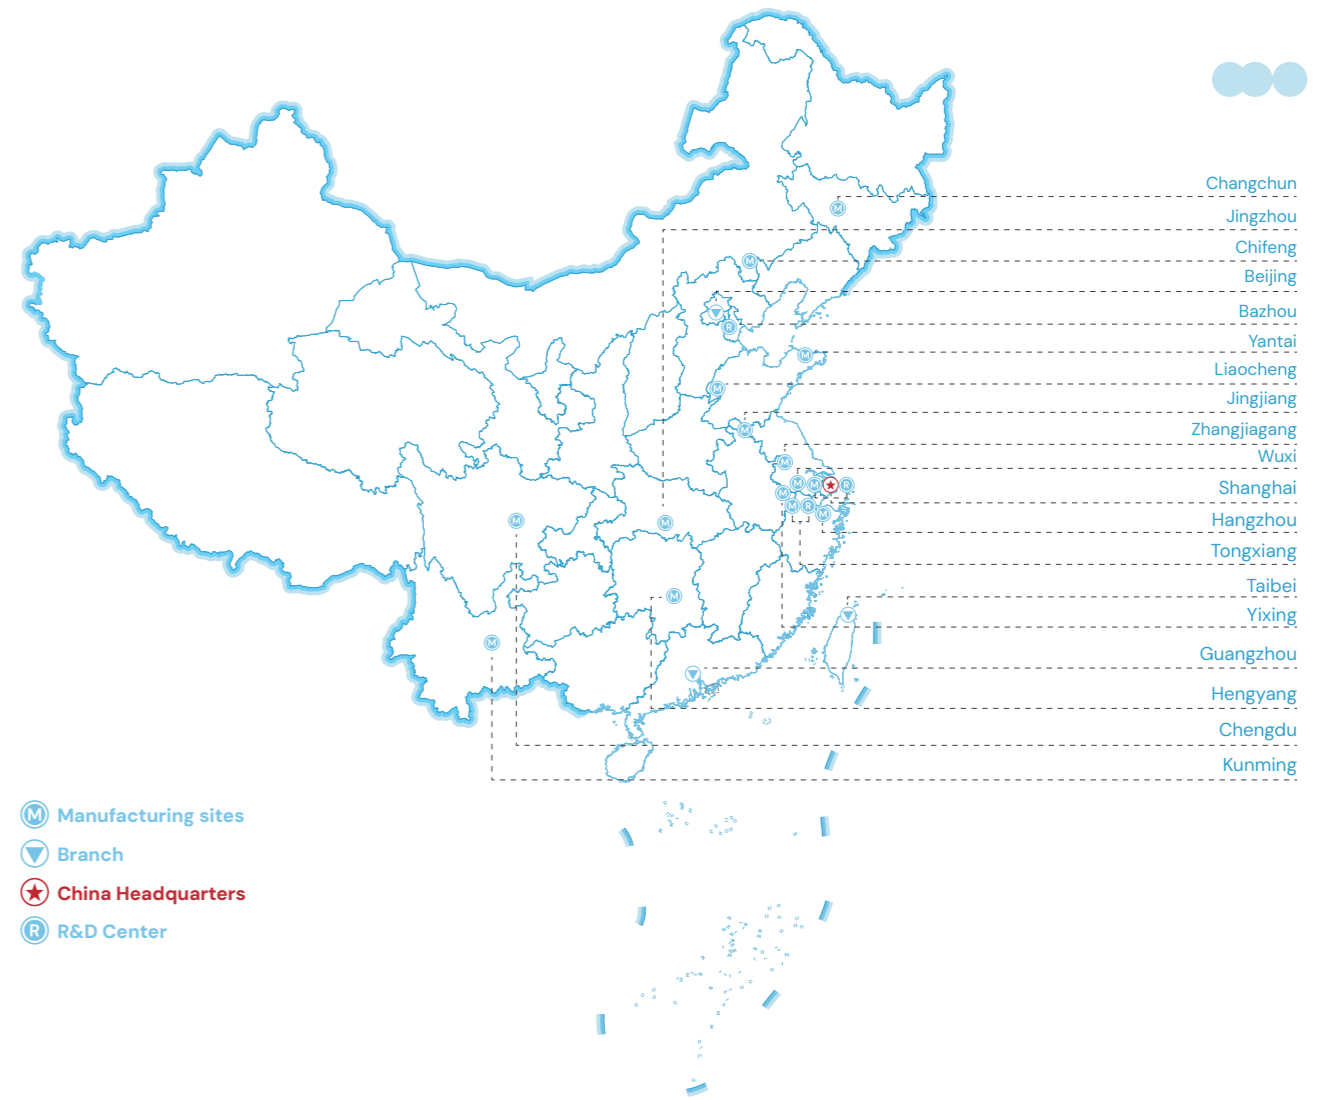 Changchun
Jingzhou
Chifeng
Beijing
Bazhou
Yantai
Liaocheng
Jingjiang
Zhangjiagang
Wuxi
Shanghai
Hangzhou
Tongxiang
Taibei
Yixing
Guangzhou
Hengyang
Chengdu
Kunming
M
M
R
M
M
M
M
M M R
M
M R M
M
M
M
M
M Manufacturing sites
Branch
China Headquarters
R R&D Center